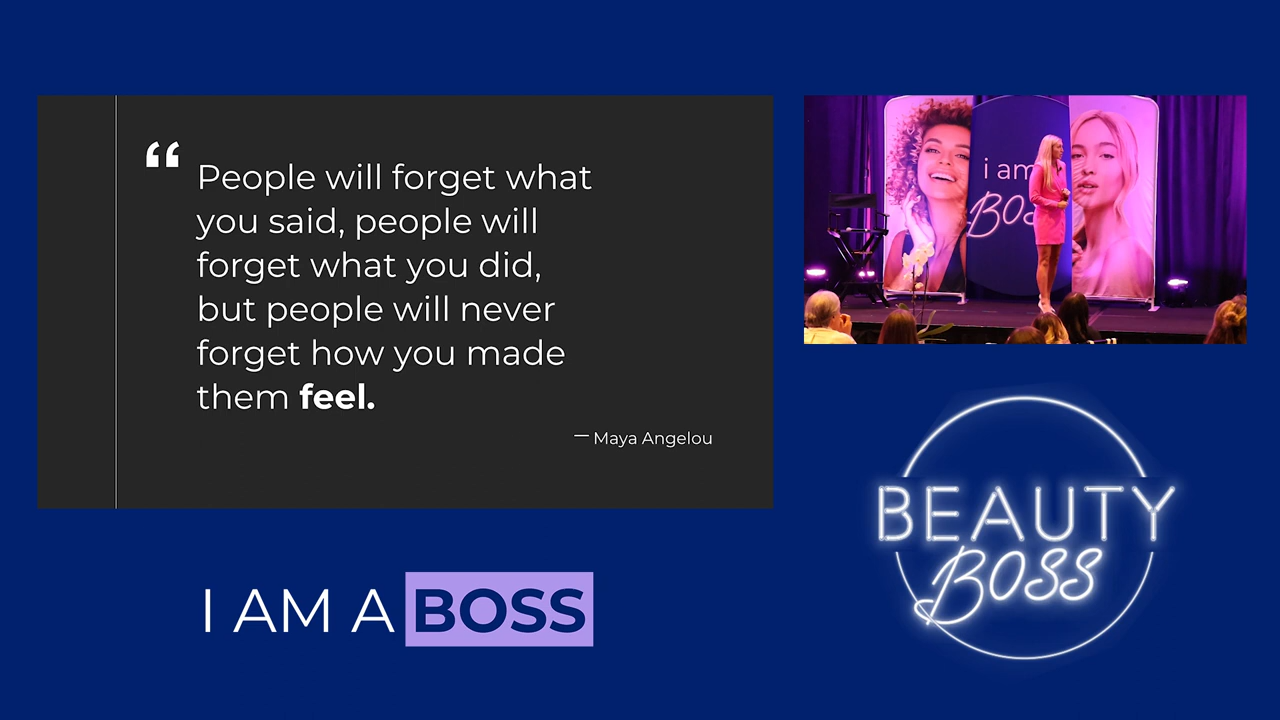 “
People will forget what
you said, people will
forget what you did,
but people will never
forget how you made
them feel.
— Maya Angelou
I AM A BOSS
i am
BEAUTY
BOSS